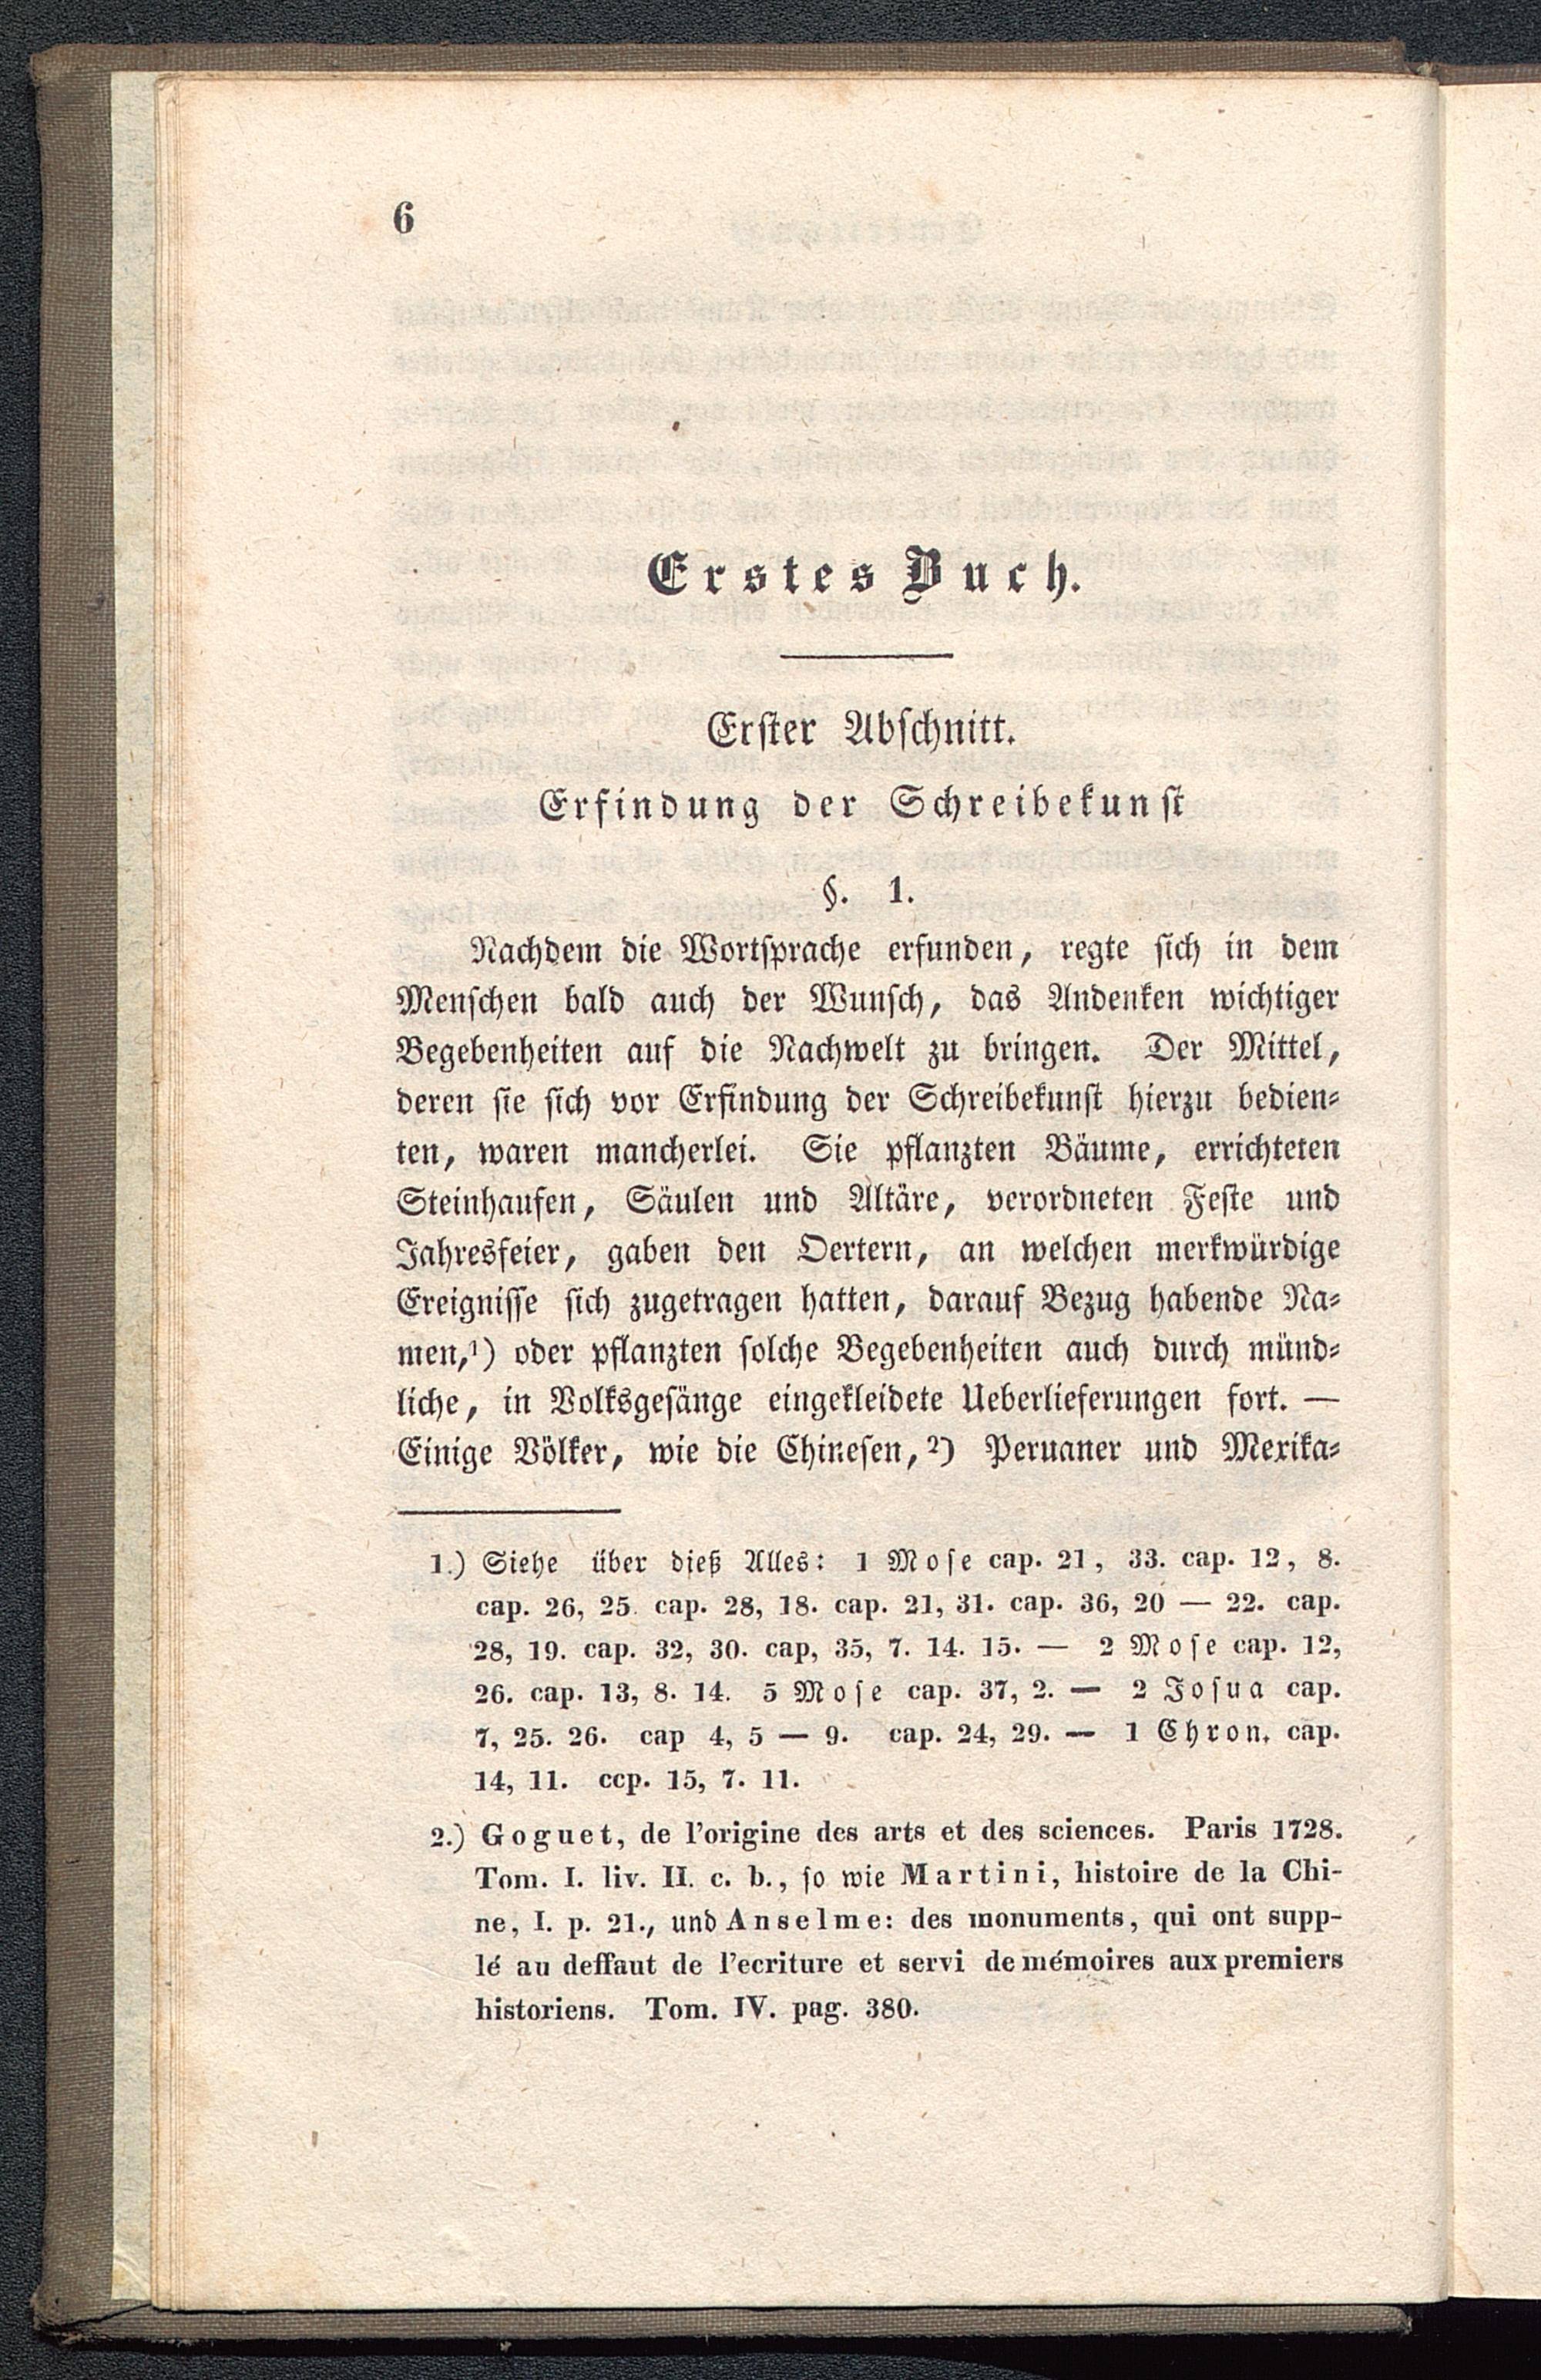 6
Erstes Buch.
Erster Abschnitt.
Erfindung der Schreibekunst
§. 1.
Nachdem die Wortsprache erfunden, regte sich in dem
Menschen bald auch der Wunsch, das Andenken wichtiger
Begebenheiten auf die Nachwelt zu bringen. Der Mittel,
deren sie sich vor Erfindung der Schreibekunst hierzu bedien-
ten, waren mancherlei. Sie pflanzten Bäume, errichteten
Steinhaufen, Säulen und Altäre, verordneten Feste und
Jahresfeier, gaben den Oertern, an welchen merkwürdige
Ereignisse sich zugetragen hatten, darauf Bezug habende Na-
men,¹) oder pflanzten solche Begebenheiten auch durch münd-
liche, in Volksgesänge eingekleidete Ueberlieferungen fort. —
Einige Völker, wie die Chinesen,²) Peruaner und Mexika-
1.) Siehe über dieß Alles: 1 Mose cap. 21, 33. cap. 12, 8.
cap. 26, 25. cap. 28, 18. cap. 21, 31. cap. 36, 20 — 22. cap.
28, 19. cap. 32, 30. cap, 35, 7. 14. 15. — 2 Mose cap. 12,
26. cap. 13, 8. 14. 5 Mose cap. 37, 2. — 2 Josua cap.
7, 25. 26. cap 4, 5 — 9. cap. 24, 29. — 1 Chron. cap.
14, 11. ccp. 15, 7. 11.
2.) Goguet, de l'origine des arts et des sciences. Paris 1728.
Tom. I. liv. II. c. b., so wie Martini, histoire de la Chi-
ne, I. p. 21., und Anselme: des monuments, qui ont supp-
lé au deffaut de l'ecriture et servi de mémoires aux premiers
historiens. Tom. IV. pag. 380.